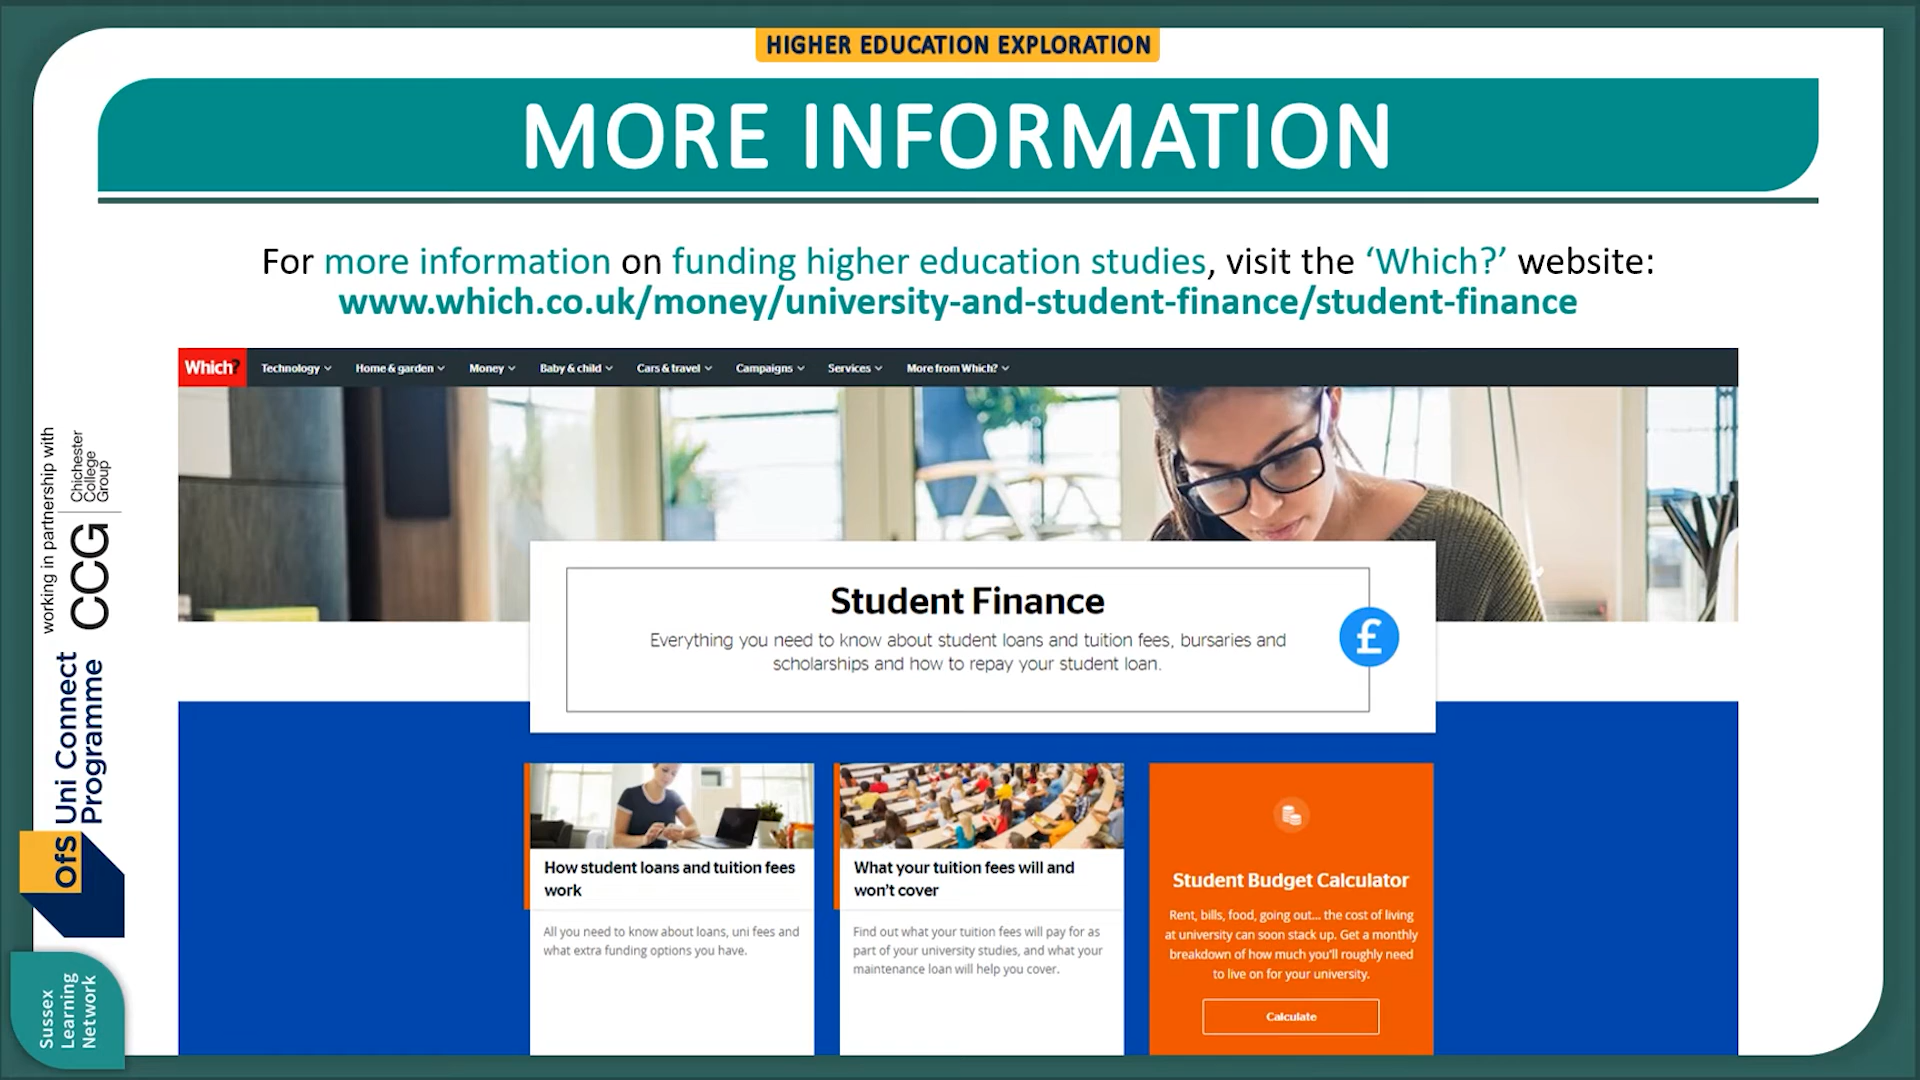 HIGHER EDUCATION EXPLORATION
MORE INFORMATION
For more information on funding higher education studies, visit the ‘Which?’ website:
www.which.co.uk/money/university-and-student-finance/student-finance
Which? Technology Home & garden Money Baby & child Cars & travel Campaigns Services More from Which?
Student Finance
Everything you need to know about student loans and tuition fees, bursaries and
scholarships and how to repay your student loan.
£
How student loans and tuition fees
work
All you need to know about loans, uni fees and
what extra funding options you have.
What your tuition fees will and
won’t cover
Find out what your tuition fees will pay for as
part of your university studies, and what your
maintenance loan will help you cover.
Student Budget Calculator
Rent, bills, food, going out... the cost of living
at university can soon stack up. Get a monthly
breakdown of how much you’ll roughly need
to live on for your university.
Calculate
working in partnership with
CCG
Chichester
College
Group
OfS
Uni Connect
Programme
Sussex
Learning
Network